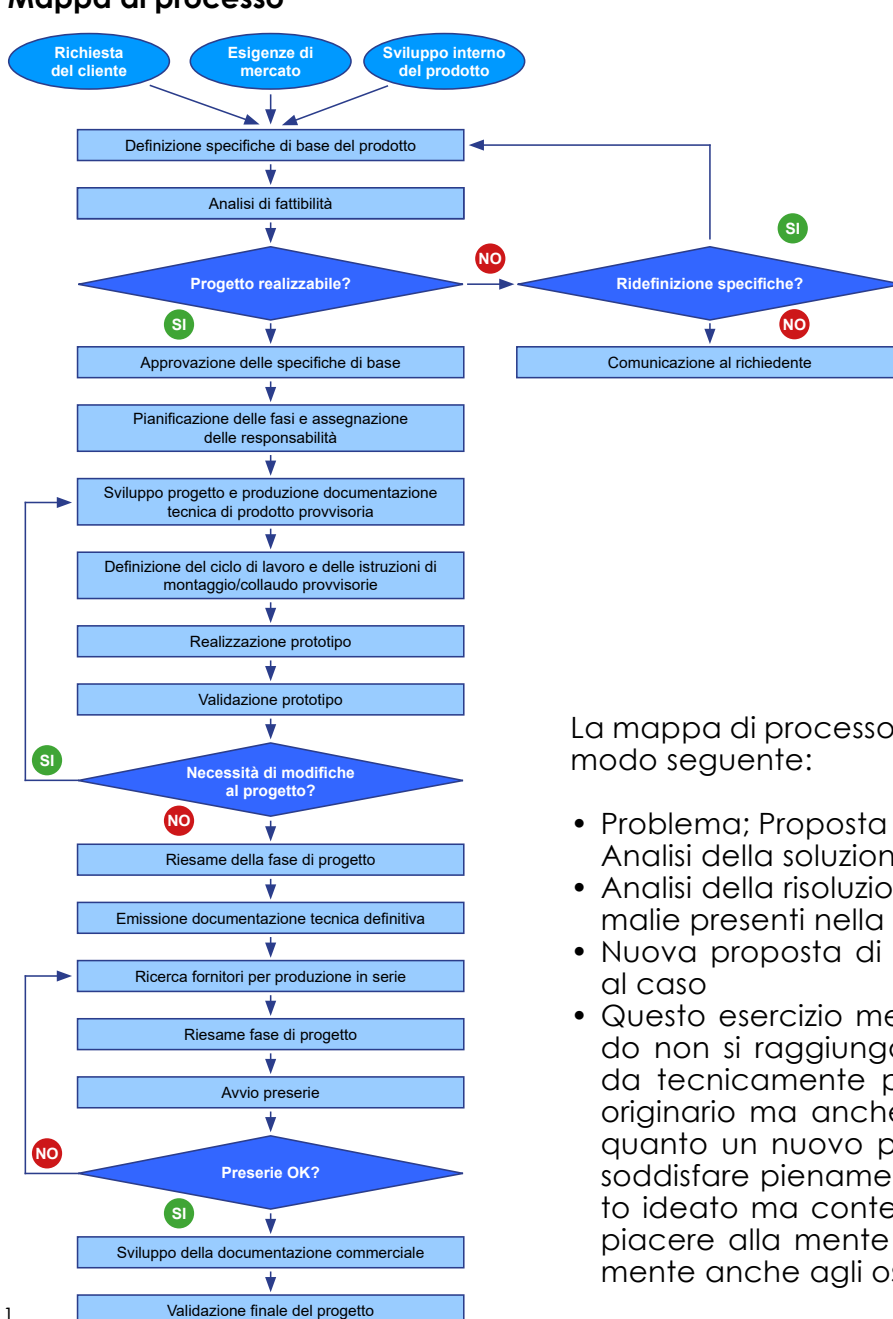 Mappa di processo
Richiesta
del cliente
Esigenze di
mercato
Sviluppo interno
del prodotto
Definizione specifiche di base del prodotto
Analisi di fattibilità
SI
NO
Progetto realizzabile?
Ridefinizione specifiche?
SI
NO
Approvazione delle specifiche di base
Comunicazione al richiedente
Pianificazione delle fasi e assegnazione
delle responsabilità
Sviluppo progetto e produzione documentazione
tecnica di prodotto provvisoria
Definizione del ciclo di lavoro e delle istruzioni di
montaggio/collaudo provvisorie
Realizzazione prototipo
Validazione prototipo
SI
Necessità di modifiche
al progetto?
NO
Riesame della fase di progetto
Emissione documentazione tecnica definitiva
Ricerca fornitori per produzione in serie
Riesame fase di progetto
Avvio preserie
NO
Preserie OK?
SI
Sviluppo della documentazione commerciale
Validazione finale del progetto
1
La mappa di processo
modo seguente:
• Problema; Proposta
Analisi della soluzion
• Analisi della risoluzio
malie presenti nella
• Nuova proposta di
al caso
• Questo esercizio me
do non si raggiungo
da tecnicamente p
originario ma anche
quanto un nuovo p
soddisfare piename
to ideato ma conte
piacere alla mente
mente anche agli os